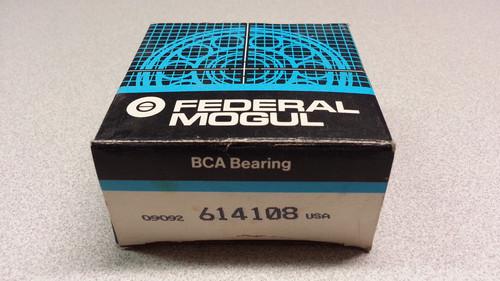 FEDERAL
MOGUL
BCA Bearing
09092 614108 USA